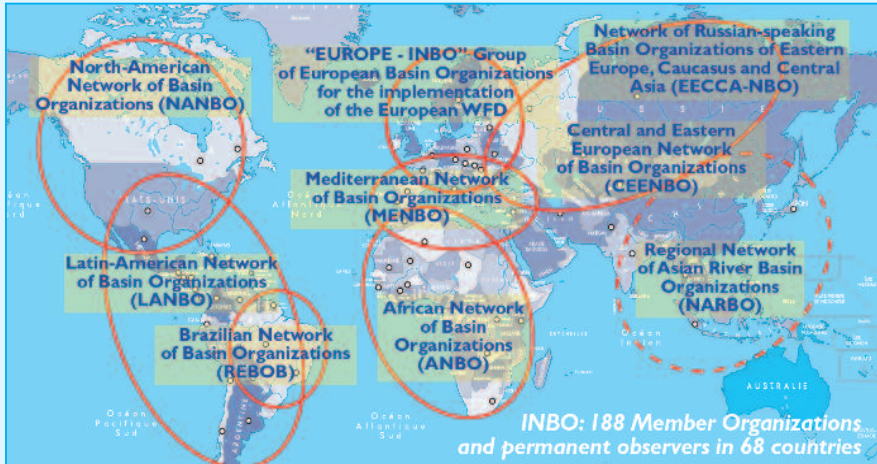 North-American
Network of Basin
Organizations (NANBO)
“EUROPE - INBO” Group
of European Basin Organizations
for the implementation
of the European WFD
Network of Russian-speaking
Basin Organizations of Eastern
Europe, Caucasus and Central
Asia (EECCA-NBO)
Central and Eastern
European Network
of Basin Organizations
(CEENBO)
Mediterranean Network
of Basin Organizations
(MENBO)
Latin-American Network
of Basin Organizations
(LANBO)
Brazilian Network
of Basin Organizations
(REBOB)
African Network
of Basin
Organizations
(ANBO)
Regional Network
of Asian River Basin
Organizations
(NARBO)
ÉTATS-UNIS
Océan
Atlantique
Nord
Océan
Indien
AUSTRALIE
Océan
Pacifique
Sud
ARGENTINE
Océan
Atlantique
Sud
INBO: 188 Member Organizations
and permanent observers in 68 countries